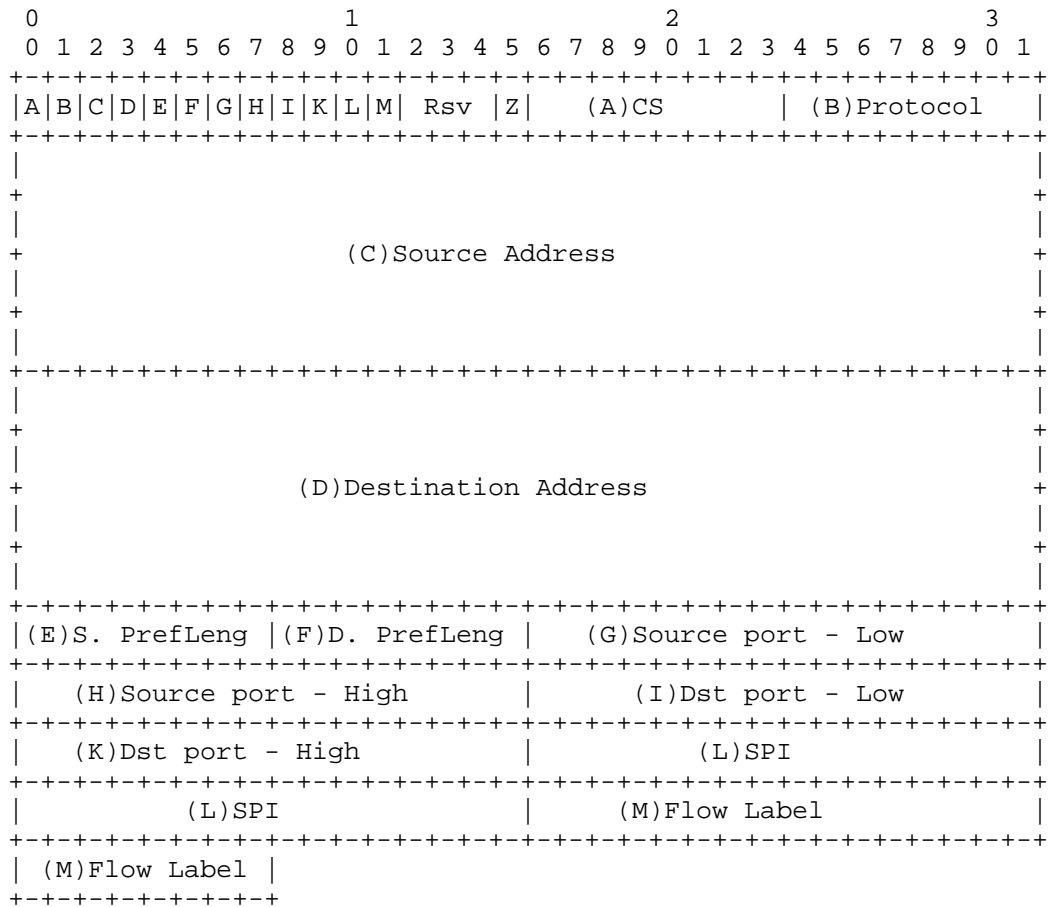 0                   1                   2                   3
 0 1 2 3 4 5 6 7 8 9 0 1 2 3 4 5 6 7 8 9 0 1 2 3 4 5 6 7 8 9 0 1
+-+-+-+-+-+-+-+-+-+-+-+-+-+-+-+-+-+-+-+-+-+-+-+-+-+-+-+-+-+-+-+-+
|A|B|C|D|E|F|G|H|I|K|L|M| Rsv |Z|   (A)CS       | (B)Protocol   |
+-+-+-+-+-+-+-+-+-+-+-+-+-+-+-+-+-+-+-+-+-+-+-+-+-+-+-+-+-+-+-+-+
|                                                               |
+                                                               +
|                                                               |
+                    (C)Source Address                          +
|                                                               |
+                                                               +
|                                                               |
+-+-+-+-+-+-+-+-+-+-+-+-+-+-+-+-+-+-+-+-+-+-+-+-+-+-+-+-+-+-+-+-+
|                                                               |
+                                                               +
|                                                               |
+                 (D)Destination Address                        +
|                                                               |
+                                                               +
|                                                               |
+-+-+-+-+-+-+-+-+-+-+-+-+-+-+-+-+-+-+-+-+-+-+-+-+-+-+-+-+-+-+-+-+
|(E)S. PrefLeng |(F)D. PrefLeng |   (G)Source port - Low        |
+-+-+-+-+-+-+-+-+-+-+-+-+-+-+-+-+-+-+-+-+-+-+-+-+-+-+-+-+-+-+-+-+
|   (H)Source port - High       |      (I)Dst port - Low        |
+-+-+-+-+-+-+-+-+-+-+-+-+-+-+-+-+-+-+-+-+-+-+-+-+-+-+-+-+-+-+-+-+
|   (K)Dst port - High          |          (L)SPI               |
+-+-+-+-+-+-+-+-+-+-+-+-+-+-+-+-+-+-+-+-+-+-+-+-+-+-+-+-+-+-+-+-+
|          (L)SPI               |     (M)Flow Label             |
+-+-+-+-+-+-+-+-+-+-+-+-+-+-+-+-+-+-+-+-+-+-+-+-+-+-+-+-+-+-+-+-+
| (M)Flow Label |
+-+-+-+-+-+-+-+-+